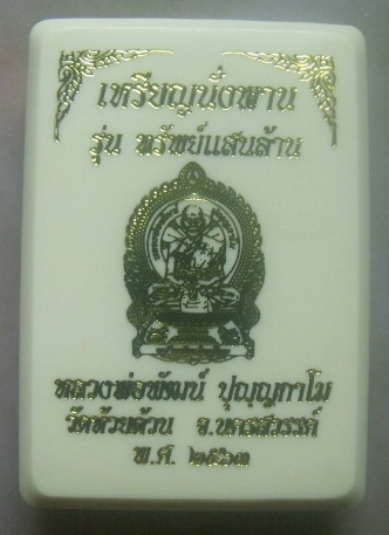 เหรียญนั่งพาน
รุ่น ทรัพย์แสนล้าน
หลวงพ่อพัฒน์ ปุญฺญกาโม
วัดห้วยด้วน จ.นครสวรรค์
พ.ศ. ๒๕๖๓